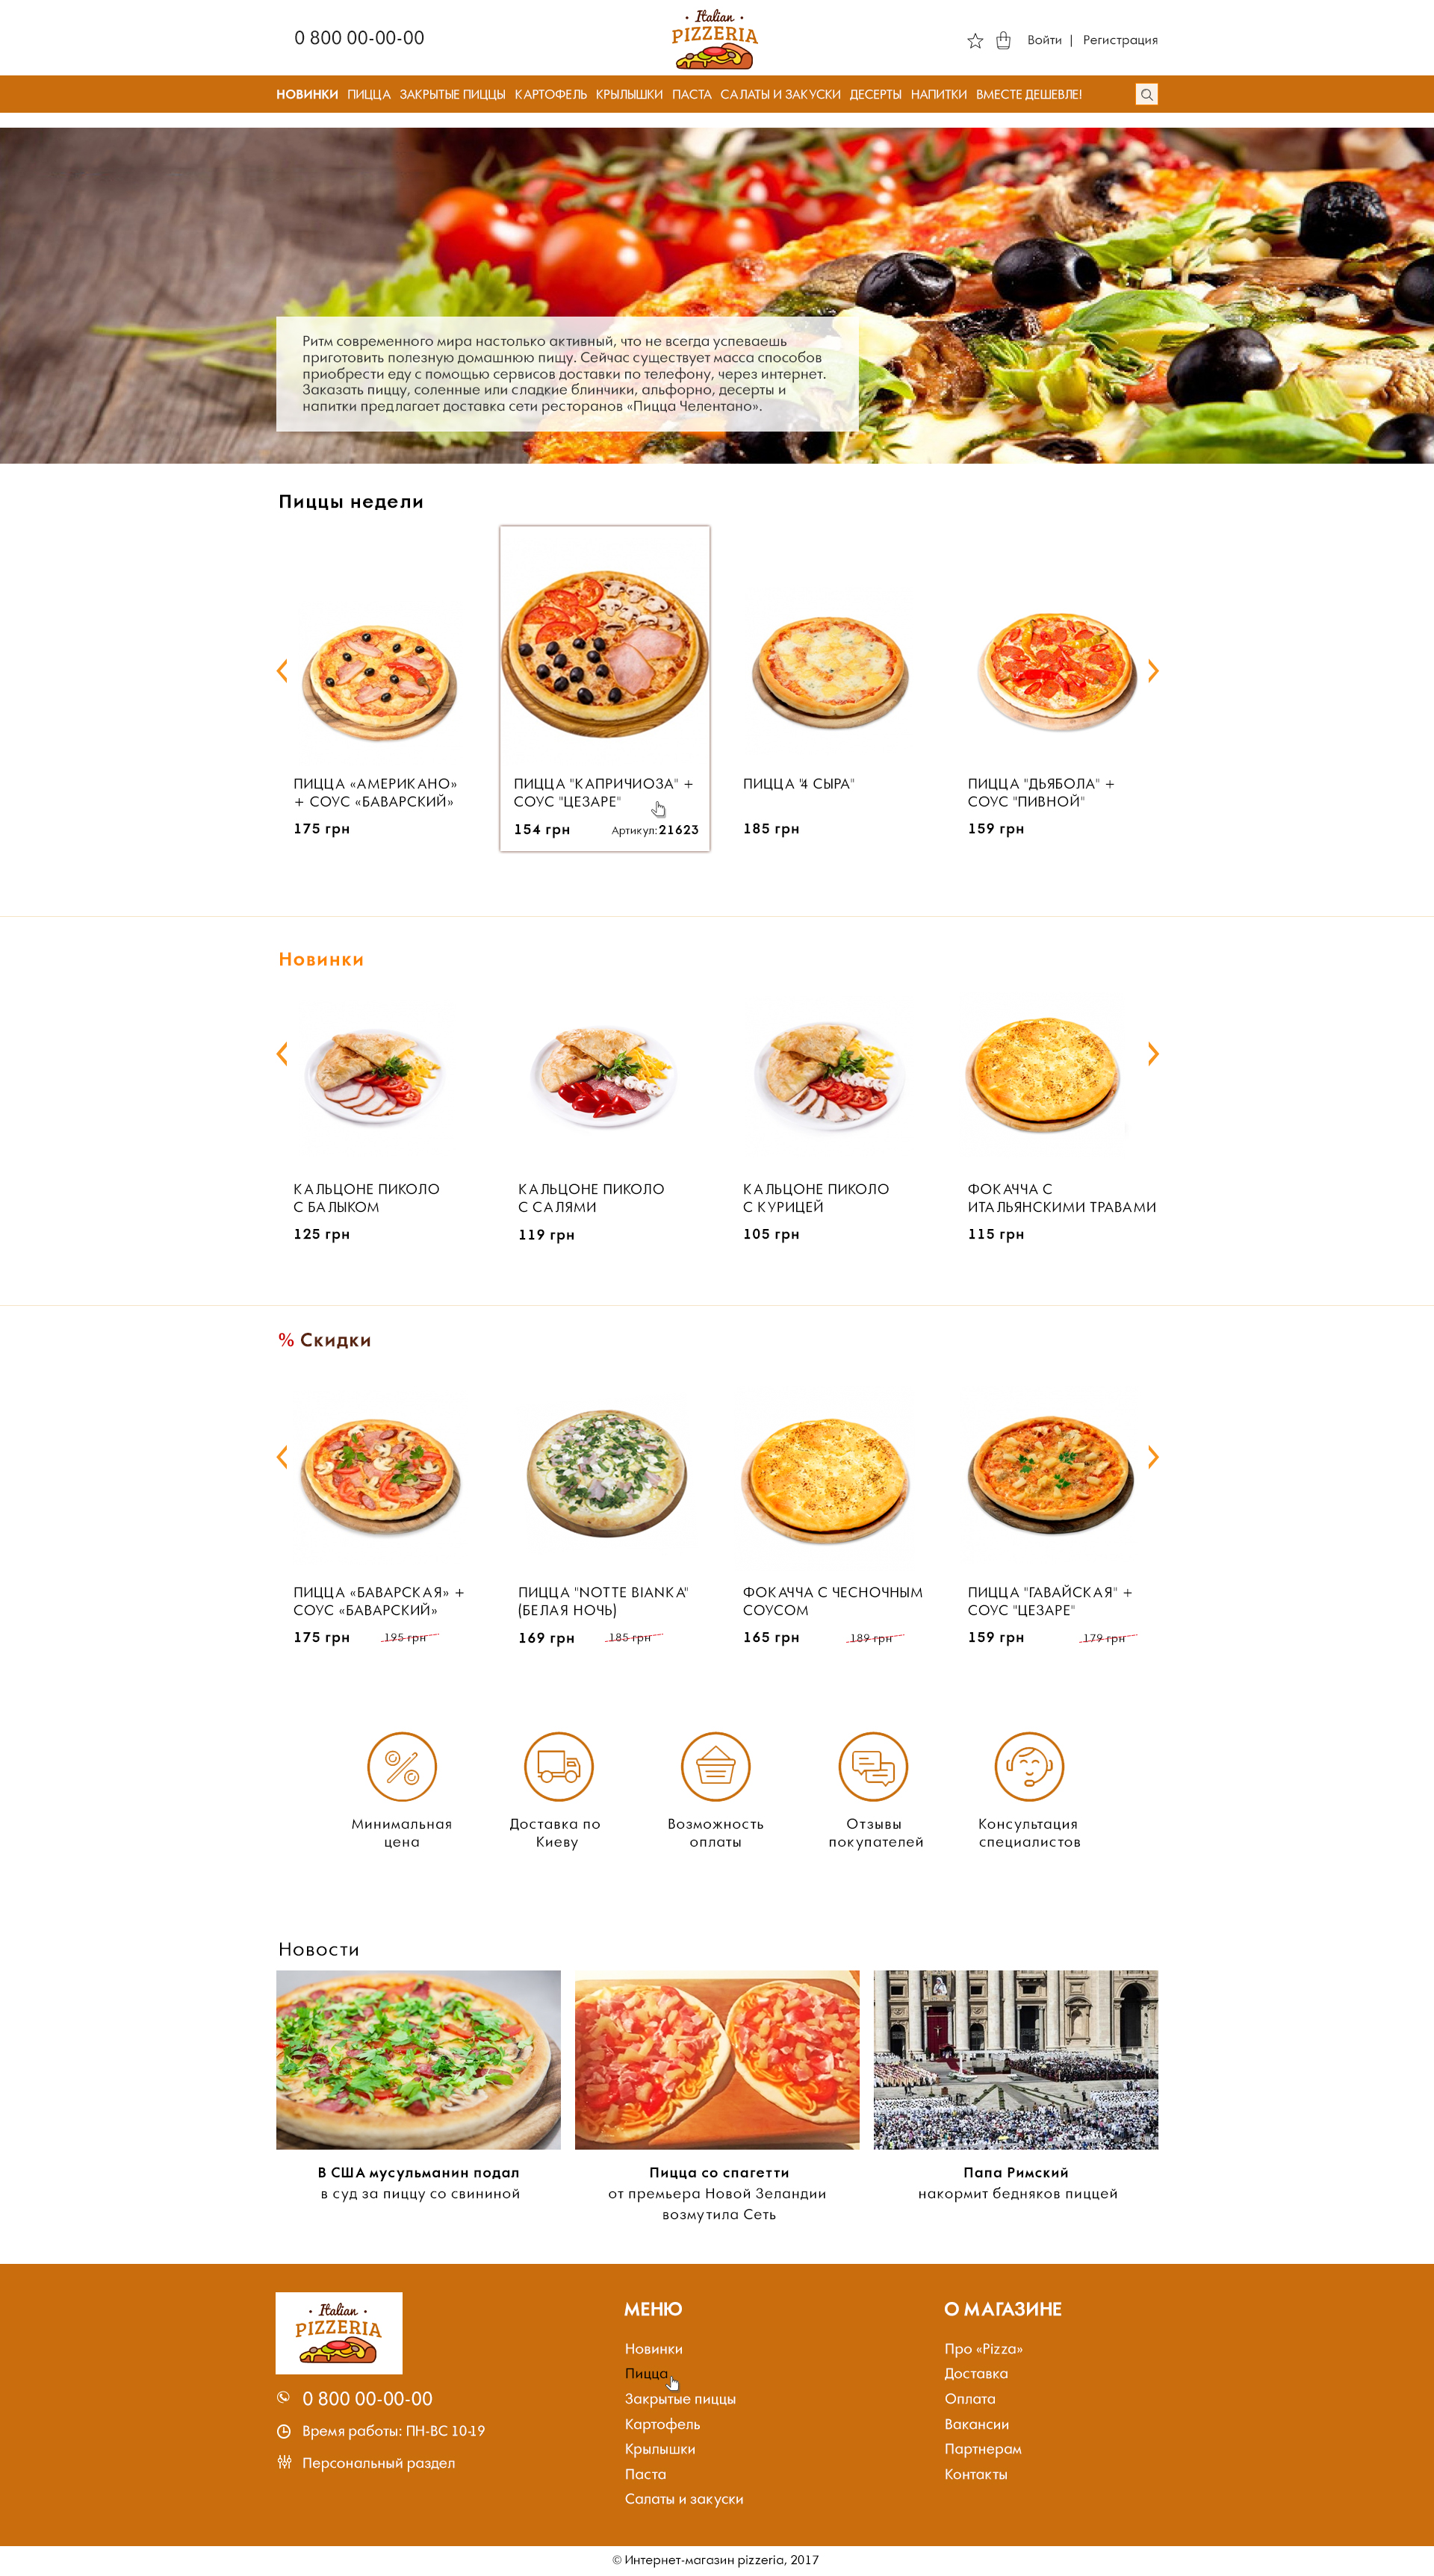 0 800 00-00-00
• Italian •
PIZZERIA
Войти | Регистрация
НОВИНКИ ПИЦЦА ЗАКРЫТЫЕ ПИЦЦЫ КАРТОФЕЛЬ КРЫЛЫШКИ ПАСТА САЛАТЫ И ЗАКУСКИ ДЕСЕРТЫ НАПИТКИ ВМЕСТЕ ДЕШЕВЛЕ!
Ритм современного мира настолько активный, что не всегда успеваешь
приготовить полезную домашнюю пищу. Сейчас существует масса способов
приобрести еду с помощью сервисов доставки по телефону, через интернет.
Заказать пиццу, соленные или сладкие блинчики, альфорно, десерты и
напитки предлагает доставка сети ресторанов «Пицца Челентано».
Пиццы недели
ПИЦЦА «АМЕРИКАНО»
+ СОУС «БАВАРСКИЙ»
175 грн
ПИЦЦА "КАПРИЧИОЗА" +
СОУС "ЦЕЗАРЕ"
154 грн Артикул:21623
ПИЦЦА "4 СЫРА"
185 грн
ПИЦЦА "ДЬЯБОЛА" +
СОУС "ПИВНОЙ"
159 грн
Новинки
КАЛЬЦОНЕ ПИКОЛО
С БАЛЫКОМ
125 грн
КАЛЬЦОНЕ ПИКОЛО
С САЛЯМИ
119 грн
КАЛЬЦОНЕ ПИКОЛО
С КУРИЦЕЙ
105 грн
ФОКАЧЧА С
ИТАЛЬЯНСКИМИ ТРАВАМИ
115 грн
% Скидки
ПИЦЦА «БАВАРСКАЯ» +
СОУС «БАВАРСКИЙ»
175 грн 195 грн
ПИЦЦА "NOTTE BIANKA"
(БЕЛАЯ НОЧЬ)
169 грн 185 грн
ФОКАЧЧА С ЧЕСНОЧНЫМ
СОУСОМ
165 грн 189 грн
ПИЦЦА "ГАВАЙСКАЯ" +
СОУС "ЦЕЗАРЕ"
159 грн 179 грн
Минимальная
цена
Доставка по
Киеву
Возможность
оплаты
Отзывы
покупателей
Консультация
специалистов
Новости
В США мусульманин подал
в суд за пиццу со свининой
Пицца со спагетти
от премьера Новой Зеландии
возмутила Сеть
Папа Римский
накормит бедняков пиццей
• Italian •
PIZZERIA
0 800 00-00-00
Время работы: ПН-ВС 10-19
Персональный раздел
МЕНЮ
Новинки
Пицца
Закрытые пиццы
Картофель
Крылышки
Паста
Салаты и закуски
О МАГАЗИНЕ
Про «Pizza»
Доставка
Оплата
Вакансии
Партнерам
Контакты
© Интернет-магазин pizzeria, 2017